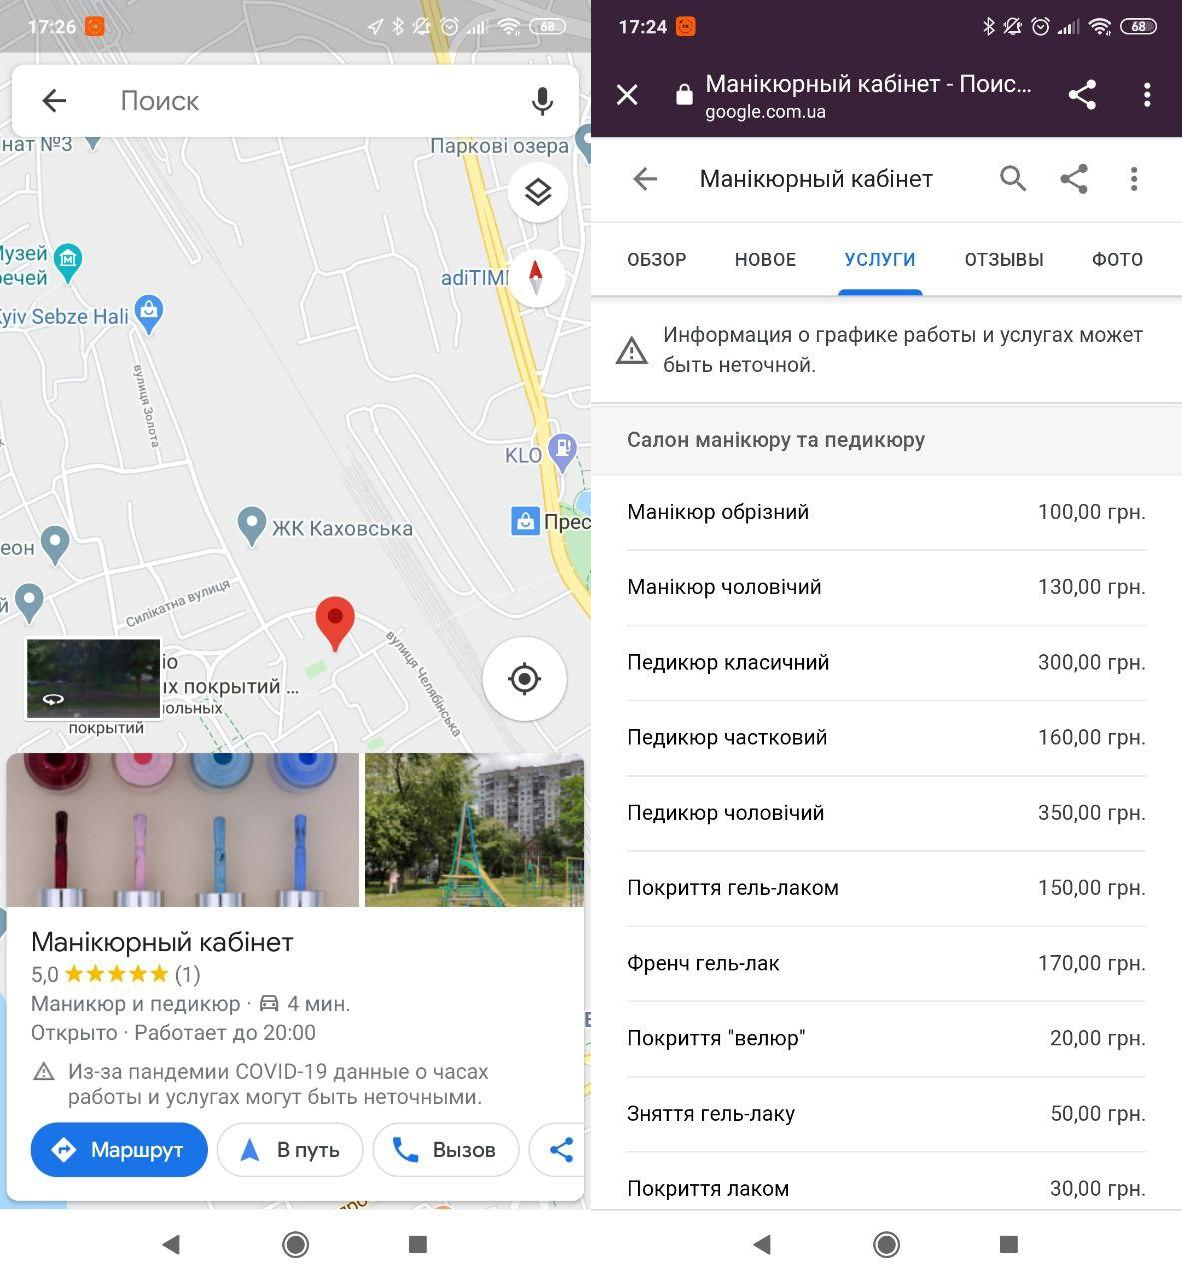 17:26
68
Поиск
нат №3
Паркові озера
Музей
речей
adiTIM
Kyiv Sebze Hali
вулиця Золота
KLO
ЖК Каховська
Прес
еон
й
Силікатна вулиця
вулиця Челябінська
io
их покрытий ...
ольных
покрытий
Манікюрный кабінет
5,0 ★★★★★ (1)
Маникюр и педикюр · 4 мин.
Открыто · Работает до 20:00
Из-за пандемии COVID-19 данные о часах
работы и услугах могут быть неточными.
Маршрут
В путь
Вызов
17:24
68
Манікюрный кабінет - Поис...
google.com.ua
Манікюрный кабінет
ОБЗОР НОВОЕ УСЛУГИ ОТЗЫВЫ ФОТО
Информация о графике работы и услугах может
быть неточной.
Салон манікюру та педикюру
Манікюр обрізний 100,00 грн.
Манікюр чоловічий 130,00 грн.
Педикюр класичний 300,00 грн.
Педикюр частковий 160,00 грн.
Педикюр чоловічий 350,00 грн.
Покриття гель-лаком 150,00 грн.
Френч гель-лак 170,00 грн.
Покриття "велюр" 20,00 грн.
Зняття гель-лаку 50,00 грн.
Покриття лаком 30,00 грн.